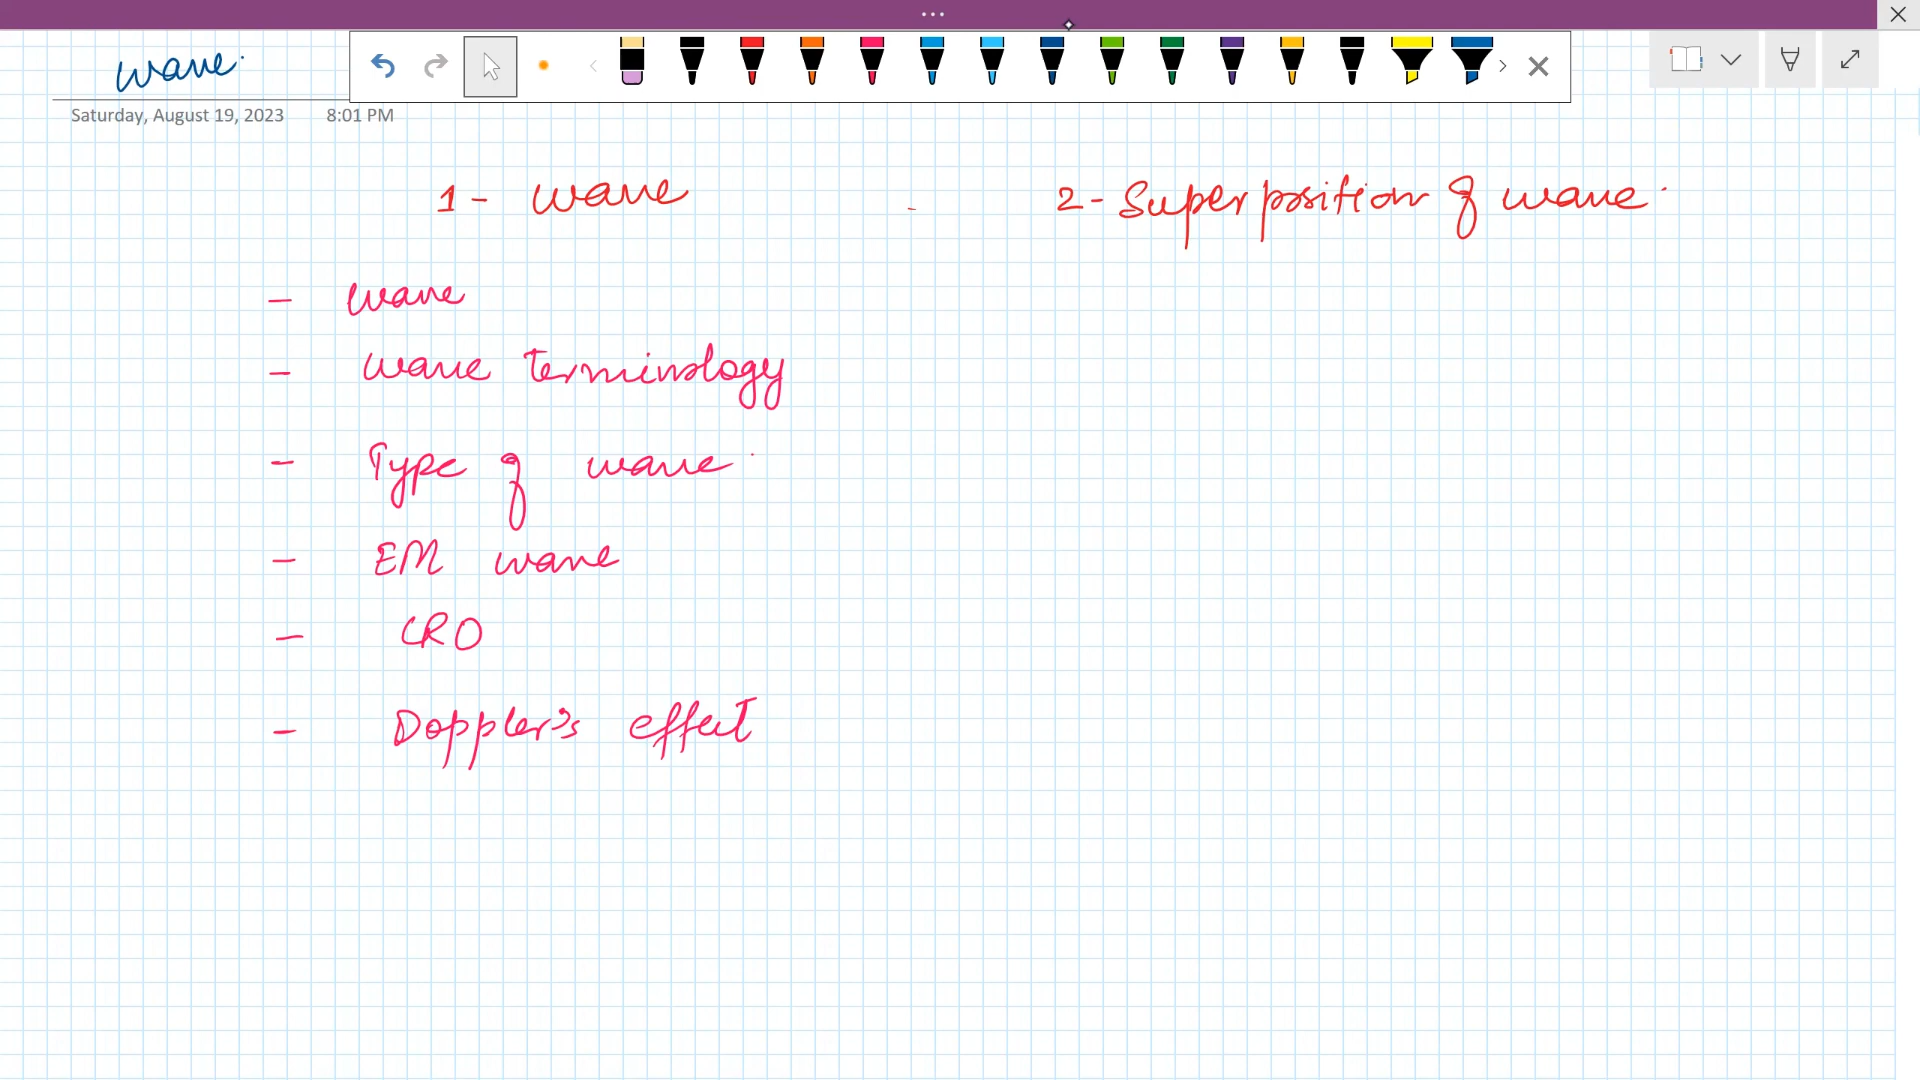 wave
Saturday, August 19, 2023 8:01 PM
1- wave
2- Superposition of wave
- wave
- wave terminology
- Type of wave
- EM wave
- CRO
- Doppler's effect